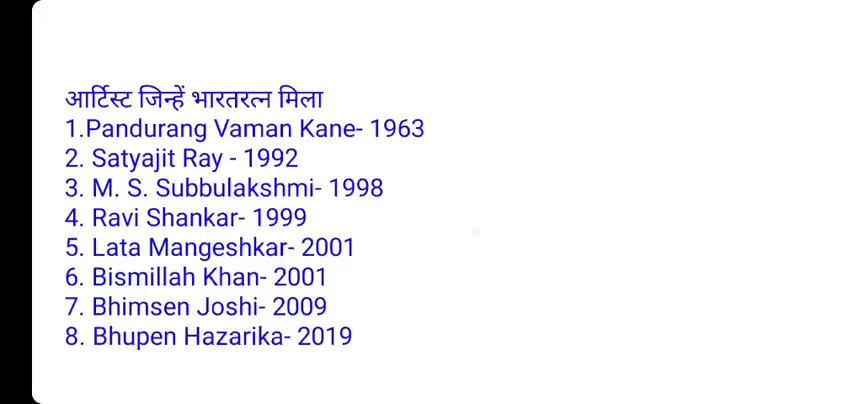 आर्टिस्ट जिन्हें भारतरत्न मिला
1.Pandurang Vaman Kane- 1963
2. Satyajit Ray - 1992
3. M. S. Subbulakshmi- 1998
4. Ravi Shankar- 1999
5. Lata Mangeshkar- 2001
6. Bismillah Khan- 2001
7. Bhimsen Joshi- 2009
8. Bhupen Hazarika- 2019